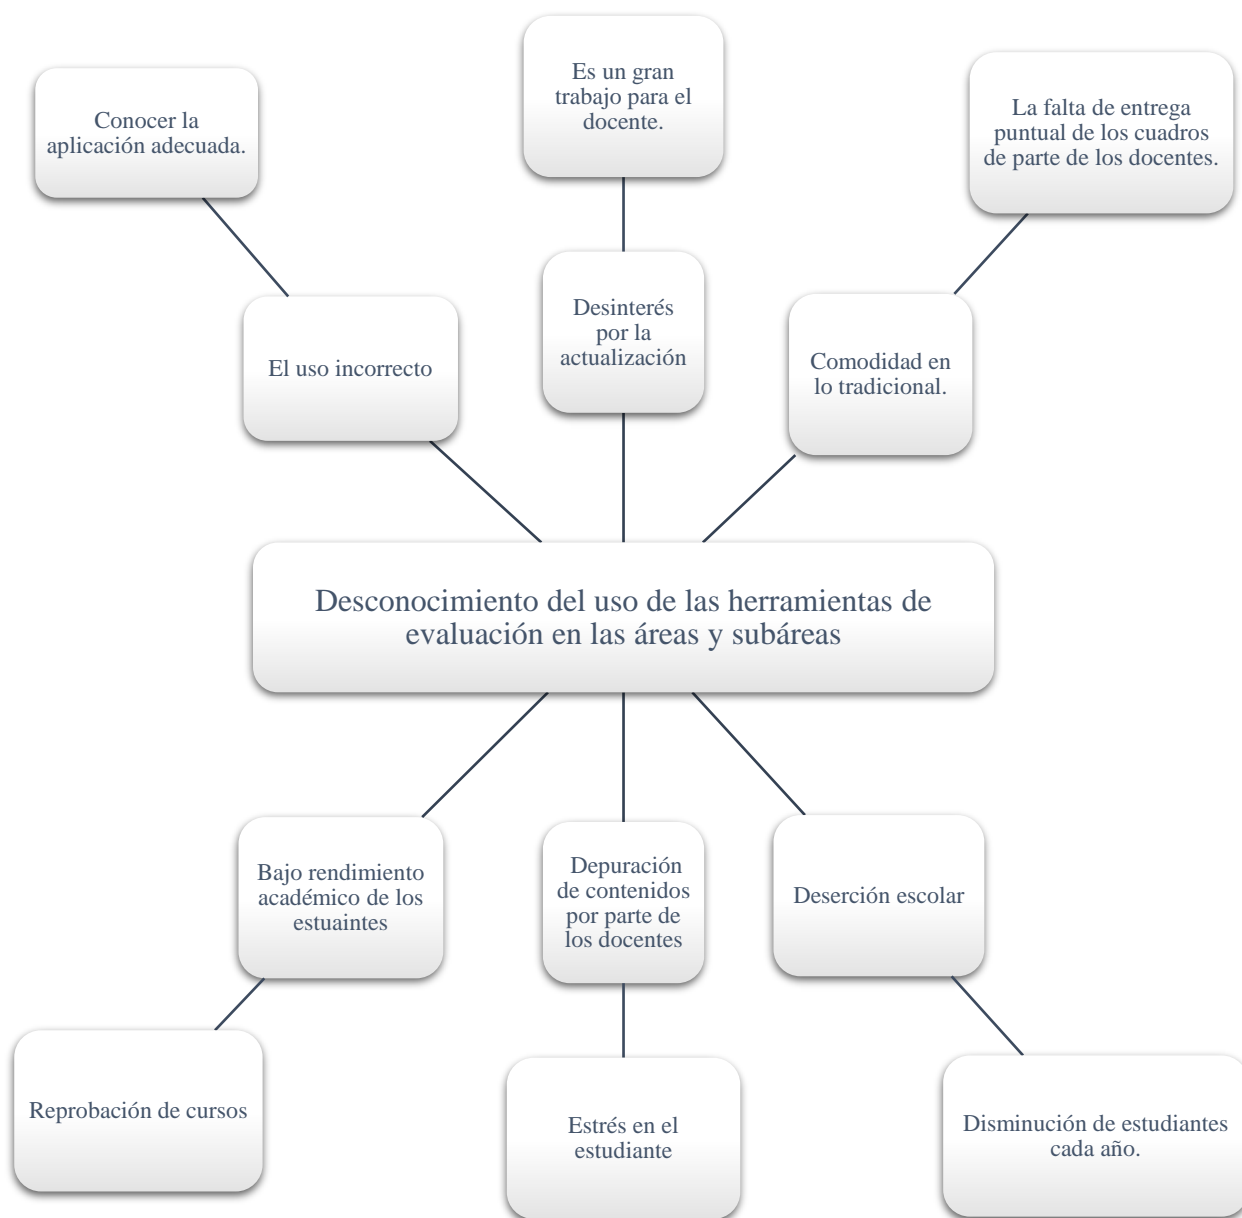 Es un gran
trabajo para el
docente.
Conocer la
aplicación adecuada.
La falta de entrega
puntual de los cuadros
de parte de los docentes.
El uso incorrecto
Desinterés
por la
actualización
Comodidad en
lo tradicional.
Desconocimiento del uso de las herramientas de
evaluación en las áreas y subáreas
Bajo rendimiento
académico de los
estuaintes
Depuración
de contenidos
por parte de
los docentes
Deserción escolar
Reprobación de cursos
Estrés en el
estudiante
Disminución de estudiantes
cada año.